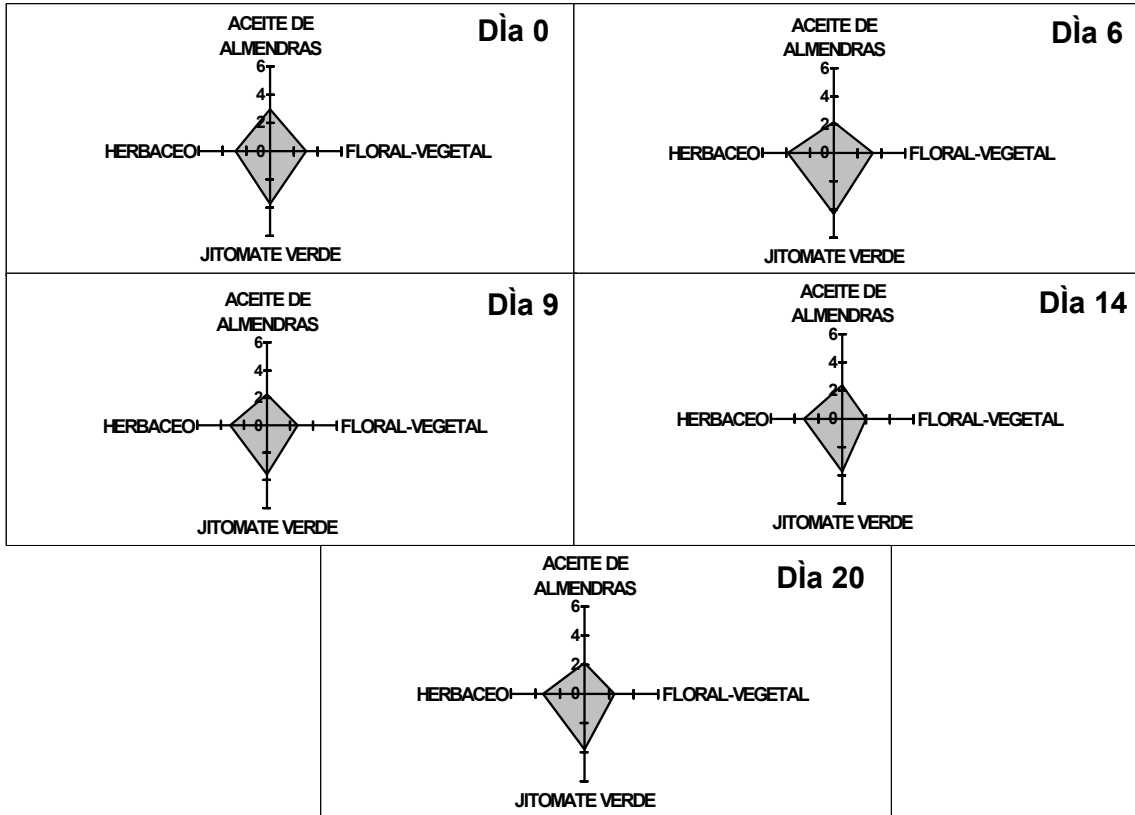 DÌa 0
ACEITE DE
ALMENDRAS
6
4
2
0
HERBACEO
FLORAL-VEGETAL
JITOMATE VERDE
DÌa 6
ACEITE DE
ALMENDRAS
6
4
2
0
HERBACEO
FLORAL-VEGETAL
JITOMATE VERDE
DÌa 9
ACEITE DE
ALMENDRAS
6
4
2
0
HERBACEO
FLORAL-VEGETAL
JITOMATE VERDE
DÌa 14
ACEITE DE
ALMENDRAS
6
4
2
0
HERBACEO
FLORAL-VEGETAL
JITOMATE VERDE
DÌa 20
ACEITE DE
ALMENDRAS
6
4
2
0
HERBACEO
FLORAL-VEGETAL
JITOMATE VERDE